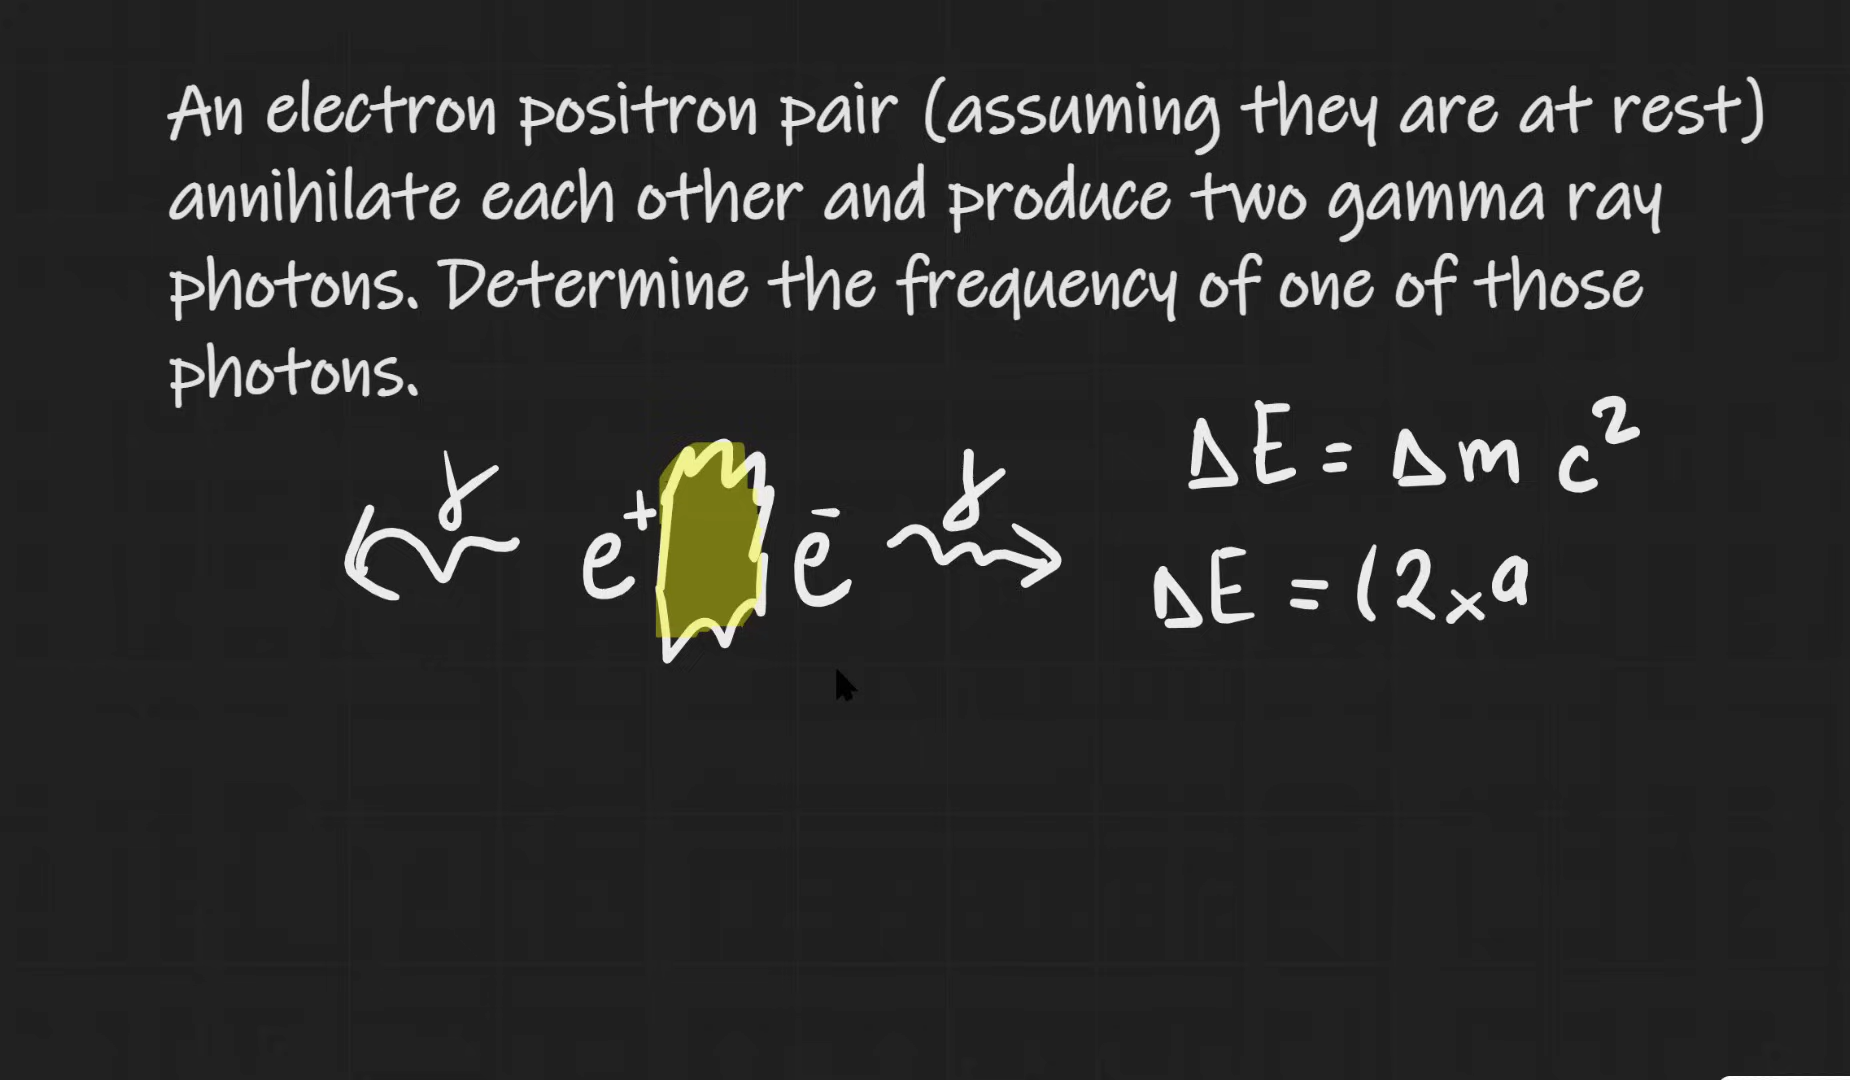 An electron positron pair (assuming they are at rest)
annihilate each other and produce two gamma ray
photons. Determine the frequency of one of those
photons.
γ e⁺ e⁻ γ
ΔE = Δm c²
ΔE = (2×9